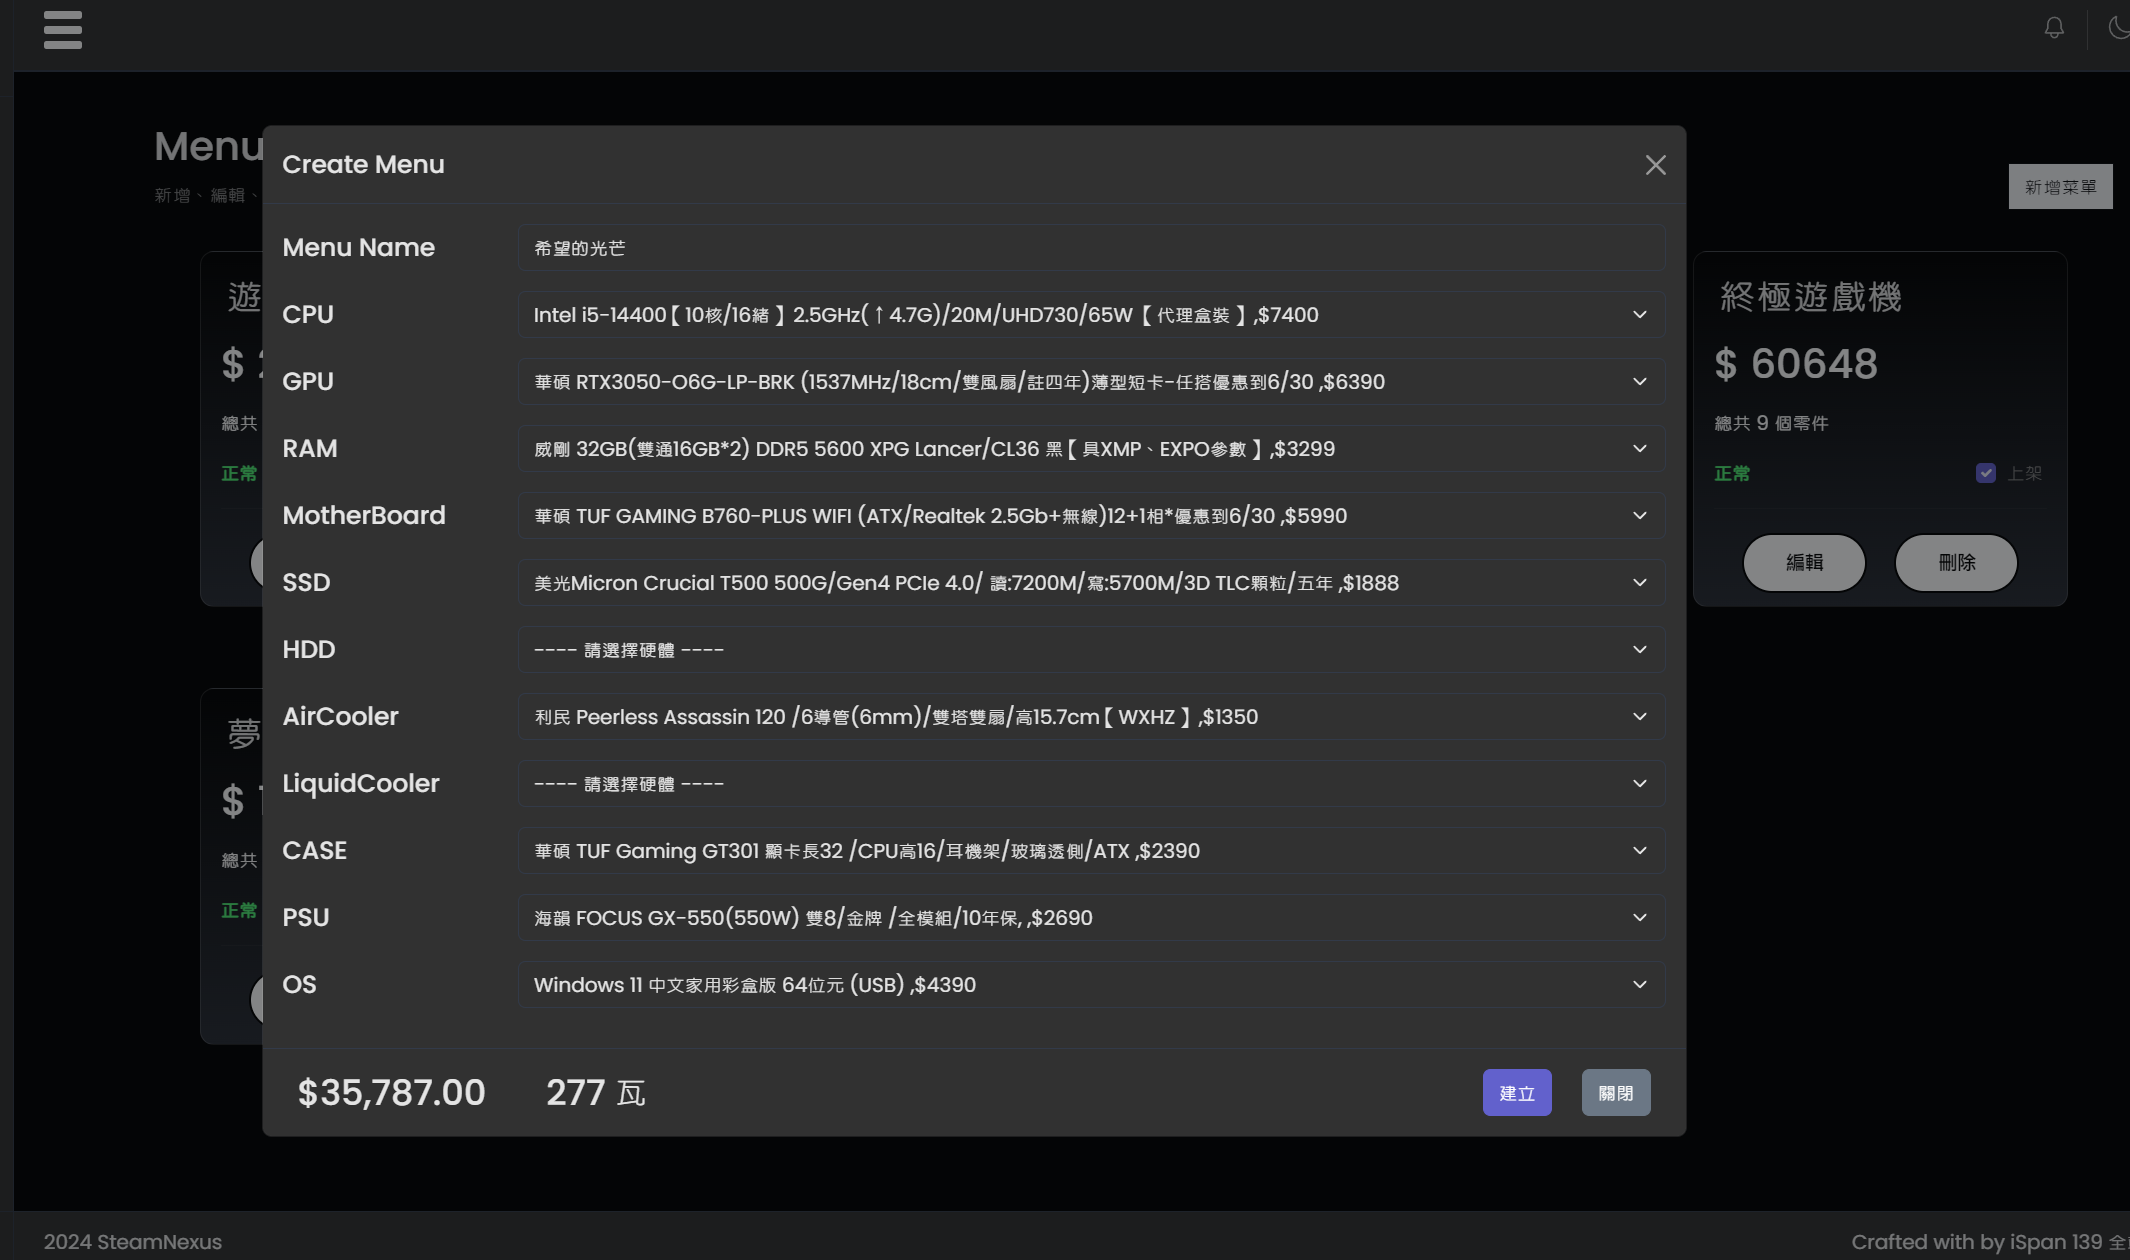 Menu
新增、編輯、
新增菜單
Create Menu
Menu Name
希望的光芒
CPU
Intel i5-14400【10核/16緒】2.5GHz(↑4.7G)/20M/UHD730/65W【代理盒裝】,$7400
GPU
華碩 RTX3050-O6G-LP-BRK (1537MHz/18cm/雙風扇/註四年)薄型短卡-任搭優惠到6/30 ,$6390
RAM
威剛 32GB(雙通16GB*2) DDR5 5600 XPG Lancer/CL36 黑【具XMP、EXPO參數】,$3299
MotherBoard
華碩 TUF GAMING B760-PLUS WIFI (ATX/Realtek 2.5Gb+無線)12+1相*優惠到6/30 ,$5990
SSD
美光Micron Crucial T500 500G/Gen4 PCIe 4.0/ 讀:7200M/寫:5700M/3D TLC顆粒/五年 ,$1888
HDD
---- 請選擇硬體 ----
AirCooler
利民 Peerless Assassin 120 /6導管(6mm)/雙塔雙扇/高15.7cm【WXHZ】,$1350
LiquidCooler
---- 請選擇硬體 ----
CASE
華碩 TUF Gaming GT301 顯卡長32 /CPU高16/耳機架/玻璃透側/ATX ,$2390
PSU
海韻 FOCUS GX-550(550W) 雙8/金牌 /全模組/10年保, ,$2690
OS
Windows 11 中文家用彩盒版 64位元 (USB) ,$4390
$35,787.00
277 瓦
建立
關閉
遊
$
總共
正常
夢
$
總共
正常
終極遊戲機
$ 60648
總共 9 個零件
正常
上架
編輯
刪除
2024 SteamNexus
Crafted with by iSpan 139 全